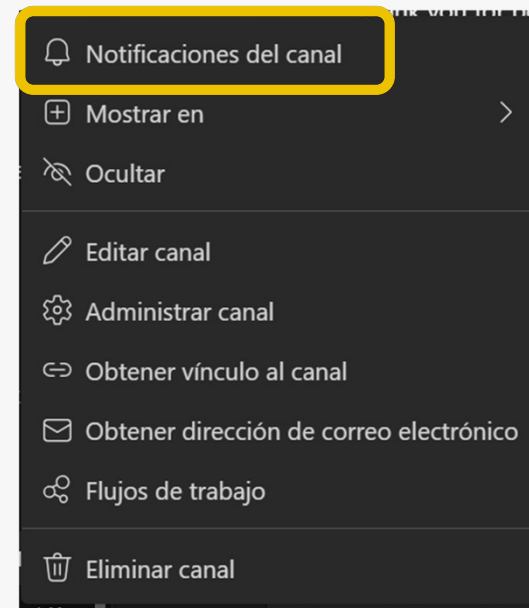 Notificaciones del canal
Mostrar en
Ocultar
Editar canal
Administrar canal
Obtener vínculo al canal
Obtener dirección de correo electrónico
Flujos de trabajo
Eliminar canal